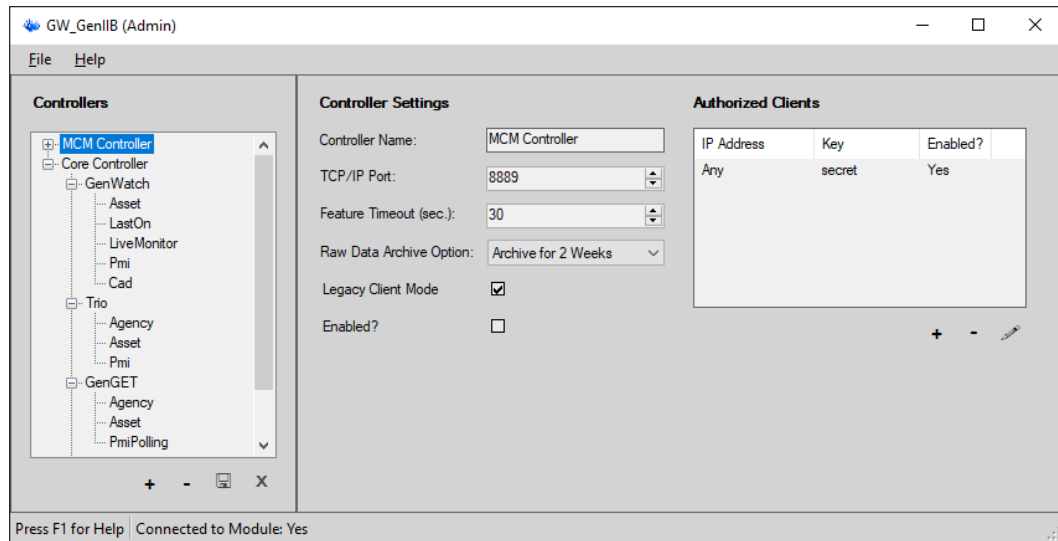 GW_GenIIB (Admin)
File Help
Controllers
MCM Controller
Core Controller
GenWatch
Asset
LastOn
LiveMonitor
Pmi
Cad
Trio
Agency
Asset
Pmi
GenGET
Agency
Asset
PmiPolling
+ - X
Controller Settings
Controller Name: MCM Controller
TCP/IP Port: 8889
Feature Timeout (sec.): 30
Raw Data Archive Option: Archive for 2 Weeks
Legacy Client Mode
Enabled?
Authorized Clients
IP Address Key Enabled?
Any secret Yes
+ -
Press F1 for Help Connected to Module: Yes